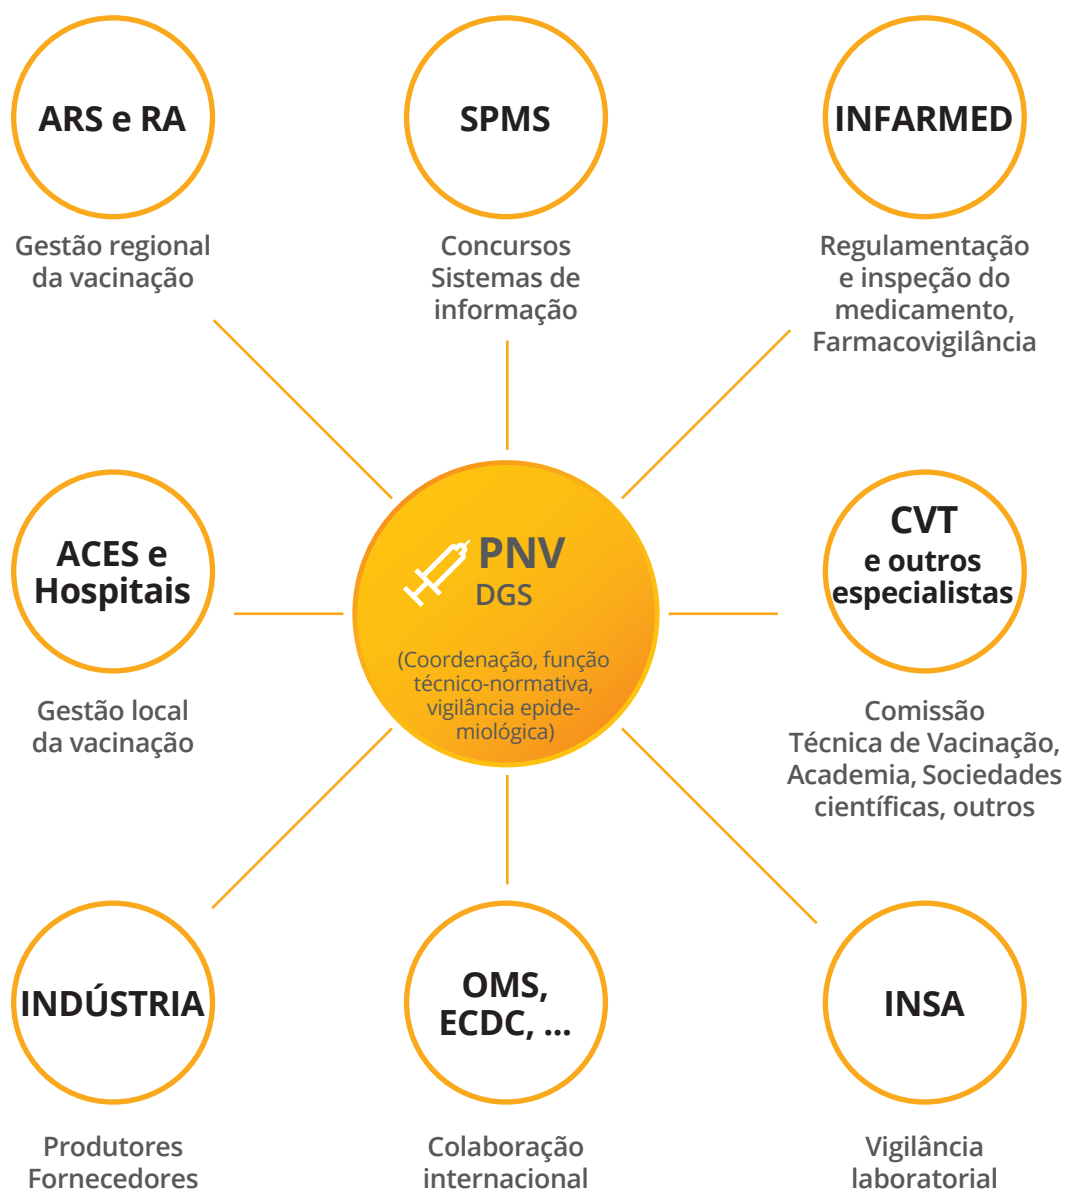 ARS e RA
Gestão regional
da vacinação
SPMS
Concursos
Sistemas de
informação
INFARMED
Regulamentação
e inspeção do
medicamento,
Farmacovigilância
ACES e
Hospitais
Gestão local
da vacinação
PNV
DGS
(Coordenação, função
técnico-normativa,
vigilância epide-
miológica)
CVT
e outros
especialistas
Comissão
Técnica de Vacinação,
Academia, Sociedades
científicas, outros
INDÚSTRIA
Produtores
Fornecedores
OMS,
ECDC, ...
Colaboração
internacional
INSA
Vigilância
laboratorial